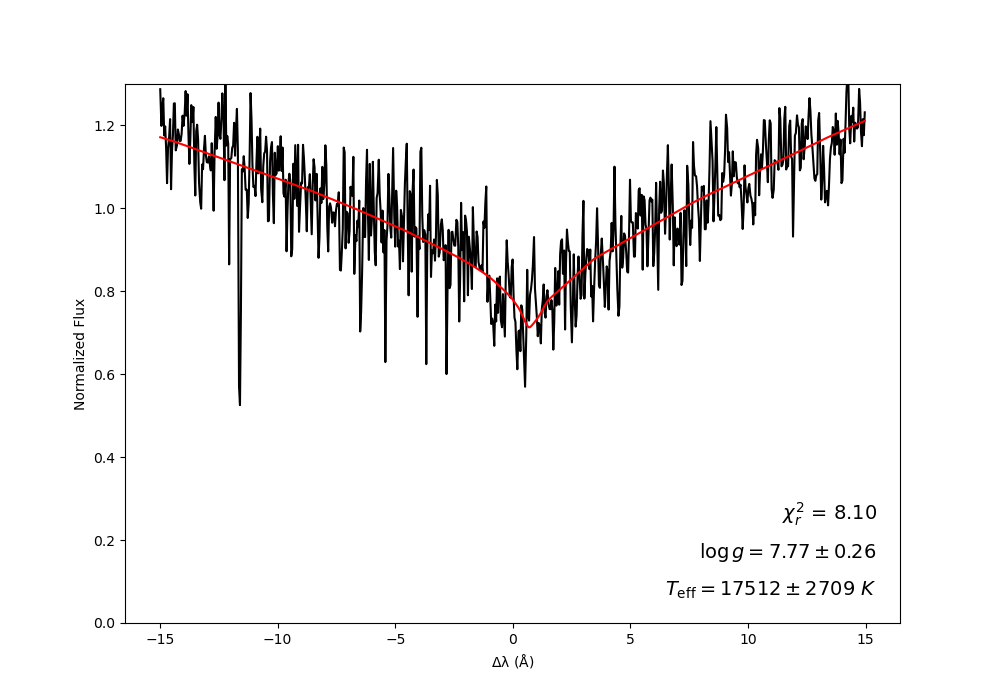 1.2
1.0
0.8
0.6
0.4
0.2
0.0
Normalized Flux
χ²ᵣ = 8.10
log g = 7.77 ± 0.26
T_eff = 17512 ± 2709 K
−15 −10 −5 0 5 10 15
Δλ (Å)